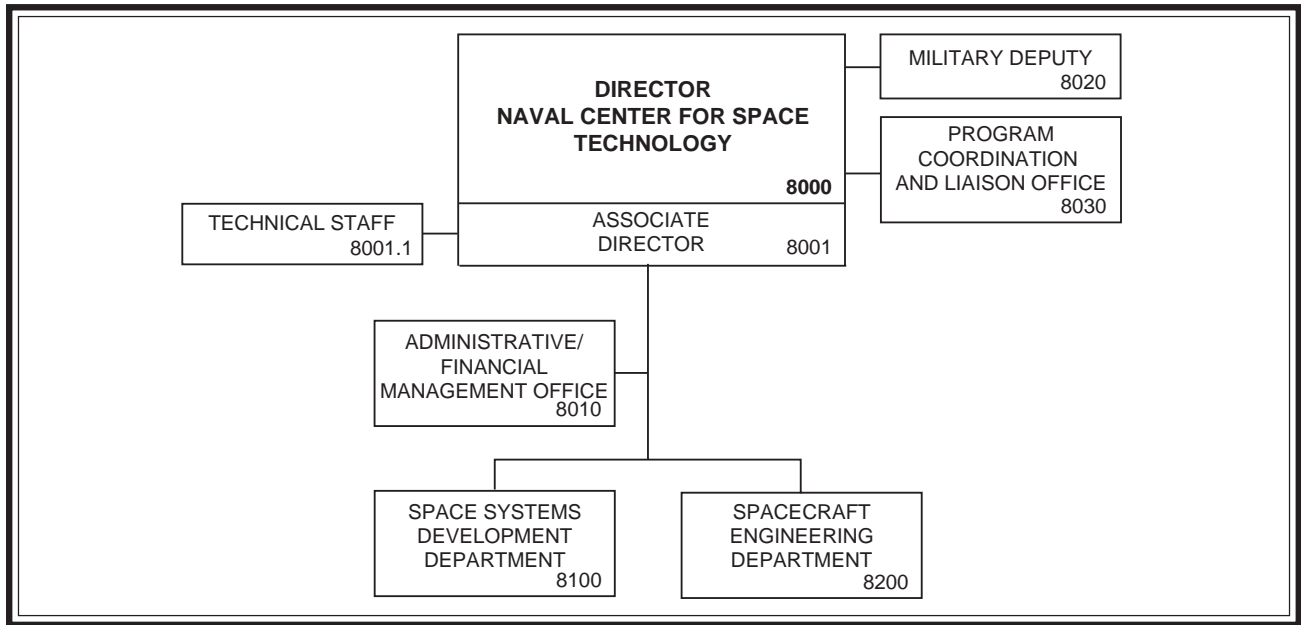 DIRECTOR
NAVAL CENTER FOR SPACE
TECHNOLOGY
8000
MILITARY DEPUTY
8020
PROGRAM
COORDINATION
AND LIAISON OFFICE
8030
TECHNICAL STAFF
8001.1
ASSOCIATE
DIRECTOR
8001
ADMINISTRATIVE/
FINANCIAL
MANAGEMENT OFFICE
8010
SPACE SYSTEMS
DEVELOPMENT
DEPARTMENT
8100
SPACECRAFT
ENGINEERING
DEPARTMENT
8200